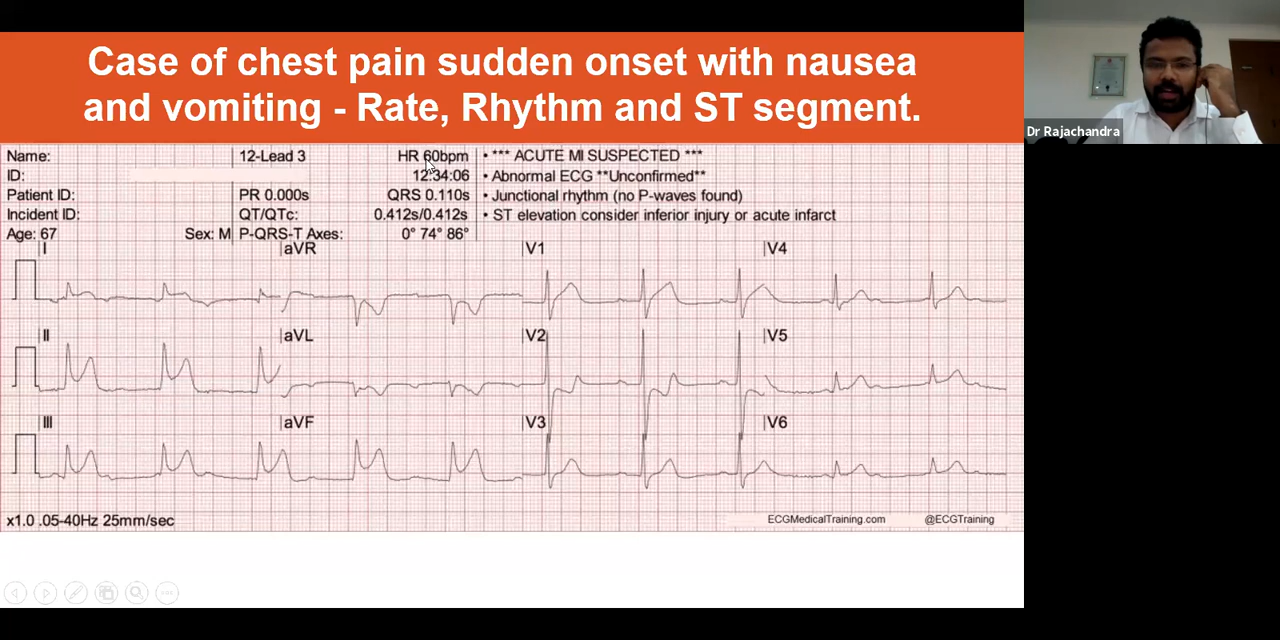 Case of chest pain sudden onset with nausea
and vomiting - Rate, Rhythm and ST segment.
Dr Rajachandra
Name: 12-Lead 3 HR 60bpm • *** ACUTE MI SUSPECTED ***
ID: 12:34:06 • Abnormal ECG **Unconfirmed**
Patient ID: PR 0.000s QRS 0.110s • Junctional rhythm (no P-waves found)
Incident ID: QT/QTc: 0.412s/0.412s • ST elevation consider inferior injury or acute infarct
Age: 67 Sex: M P-QRS-T Axes: 0° 74° 86°
I aVR V1 V4
II aVL V2 V5
III aVF V3 V6
x1.0 .05-40Hz 25mm/sec ECGMedicalTraining.com @ECGTraining